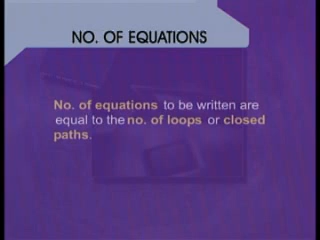 NO. OF EQUATIONS
No. of equations to be written are
equal to the no. of loops or closed
paths.